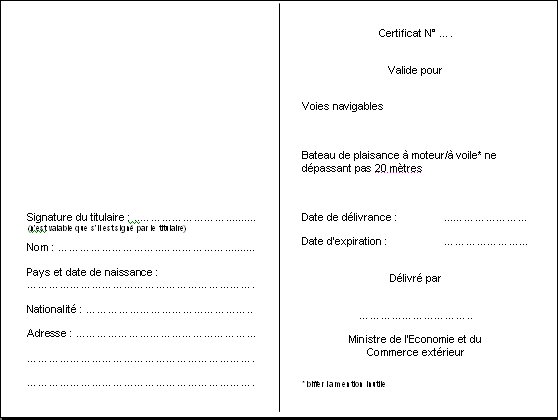 Signature du titulaire : ……………………………
(n'est valable que s'il est signé par le titulaire)
Nom : ……………………………………………
Pays et date de naissance :
……………………………………………………
Nationalité : ………………………………………
Adresse : …………………………………………
……………………………………………………
……………………………………………………
Certificat N° ….
Valide pour
Voies navigables
Bateau de plaisance à moteur/à voile* ne
dépassant pas 20 mètres
Date de délivrance : ……………………
Date d'expiration : ……………………
Délivré par
……………………………
Ministre de l'Economie et du
Commerce extérieur
* biffer la mention inutile